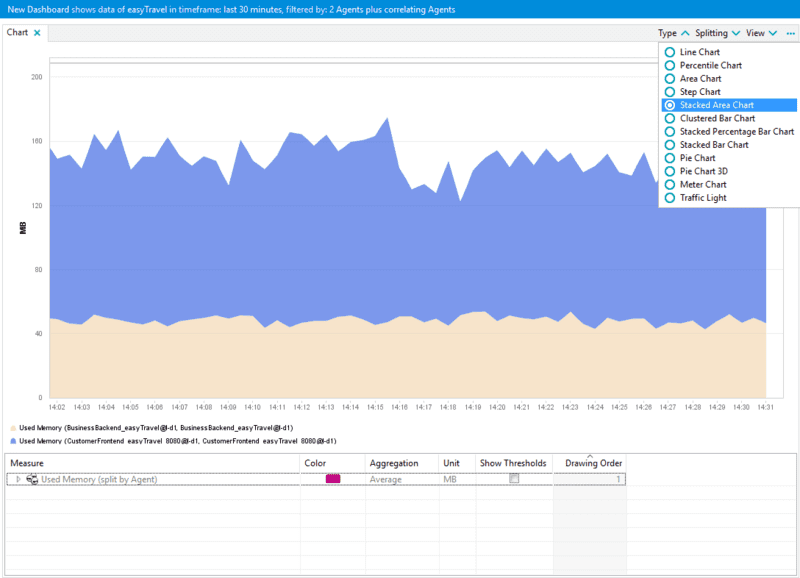 New Dashboard shows data of easyTravel in timeframe: last 30 minutes, filtered by: 2 Agents plus correlating Agents
Chart
Type Splitting View
Line Chart
Percentile Chart
Area Chart
Step Chart
Stacked Area Chart
Clustered Bar Chart
Stacked Percentage Bar Chart
Stacked Bar Chart
Pie Chart
Pie Chart 3D
Meter Chart
Traffic Light
200
160
120
80
40
0
MB
14:02 14:03 14:04 14:05 14:06 14:07 14:08 14:09 14:10 14:11 14:12 14:13 14:14 14:15 14:16 14:17 14:18 14:19 14:20 14:21 14:22 14:23 14:24 14:25 14:26 14:27 14:28 14:29 14:30 14:31
Used Memory (BusinessBackend_easyTravel@l-d1, BusinessBackend_easyTravel@l-d1)
Used Memory (CustomerFrontend_easyTravel_8080@l-d1, CustomerFrontend_easyTravel_8080@l-d1)
Measure Color Aggregation Unit Show Thresholds Drawing Order
Used Memory (split by Agent) Average MB 1